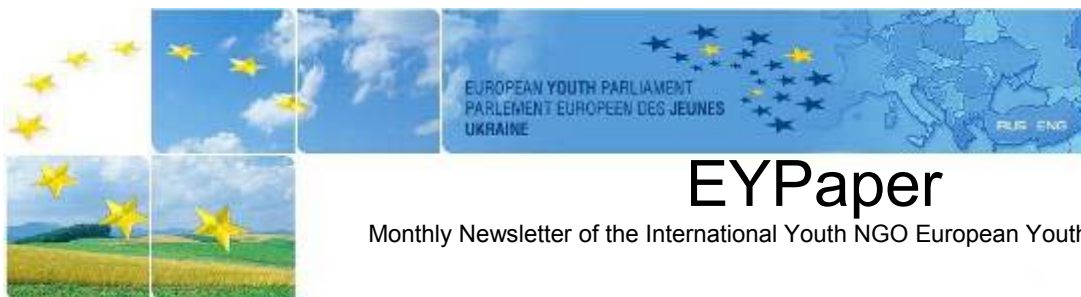 EUROPEAN YOUTH PARLIAMENT
PARLEMENT EUROPEEN DES JEUNES
UKRAINE
RUS ENG
EYPaper
Monthly Newsletter of the International Youth NGO European Youth